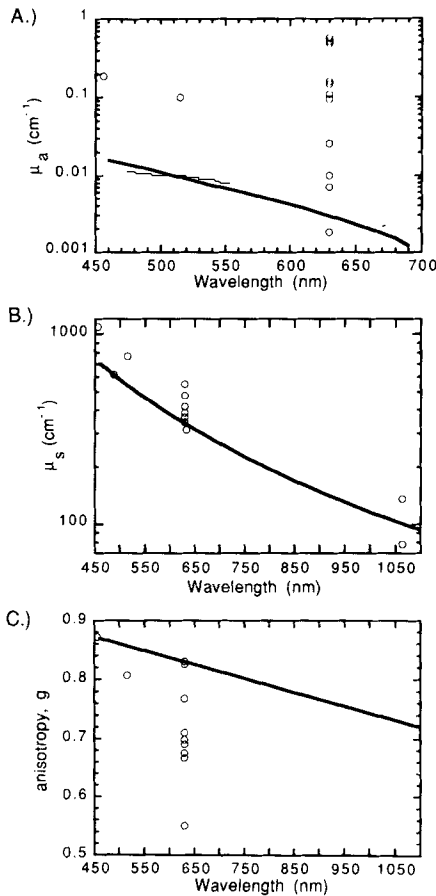 A.)
1
0.1
0.01
0.001
μa (cm-1)
450 500 550 600 650 700
Wavelength (nm)
B.)
1000
100
μs (cm-1)
450 550 650 750 850 950 1050
Wavelength (nm)
C.)
0.9
0.8
0.7
0.6
0.5
anisotropy, g
450 550 650 750 850 950 1050
Wavelength (nm)